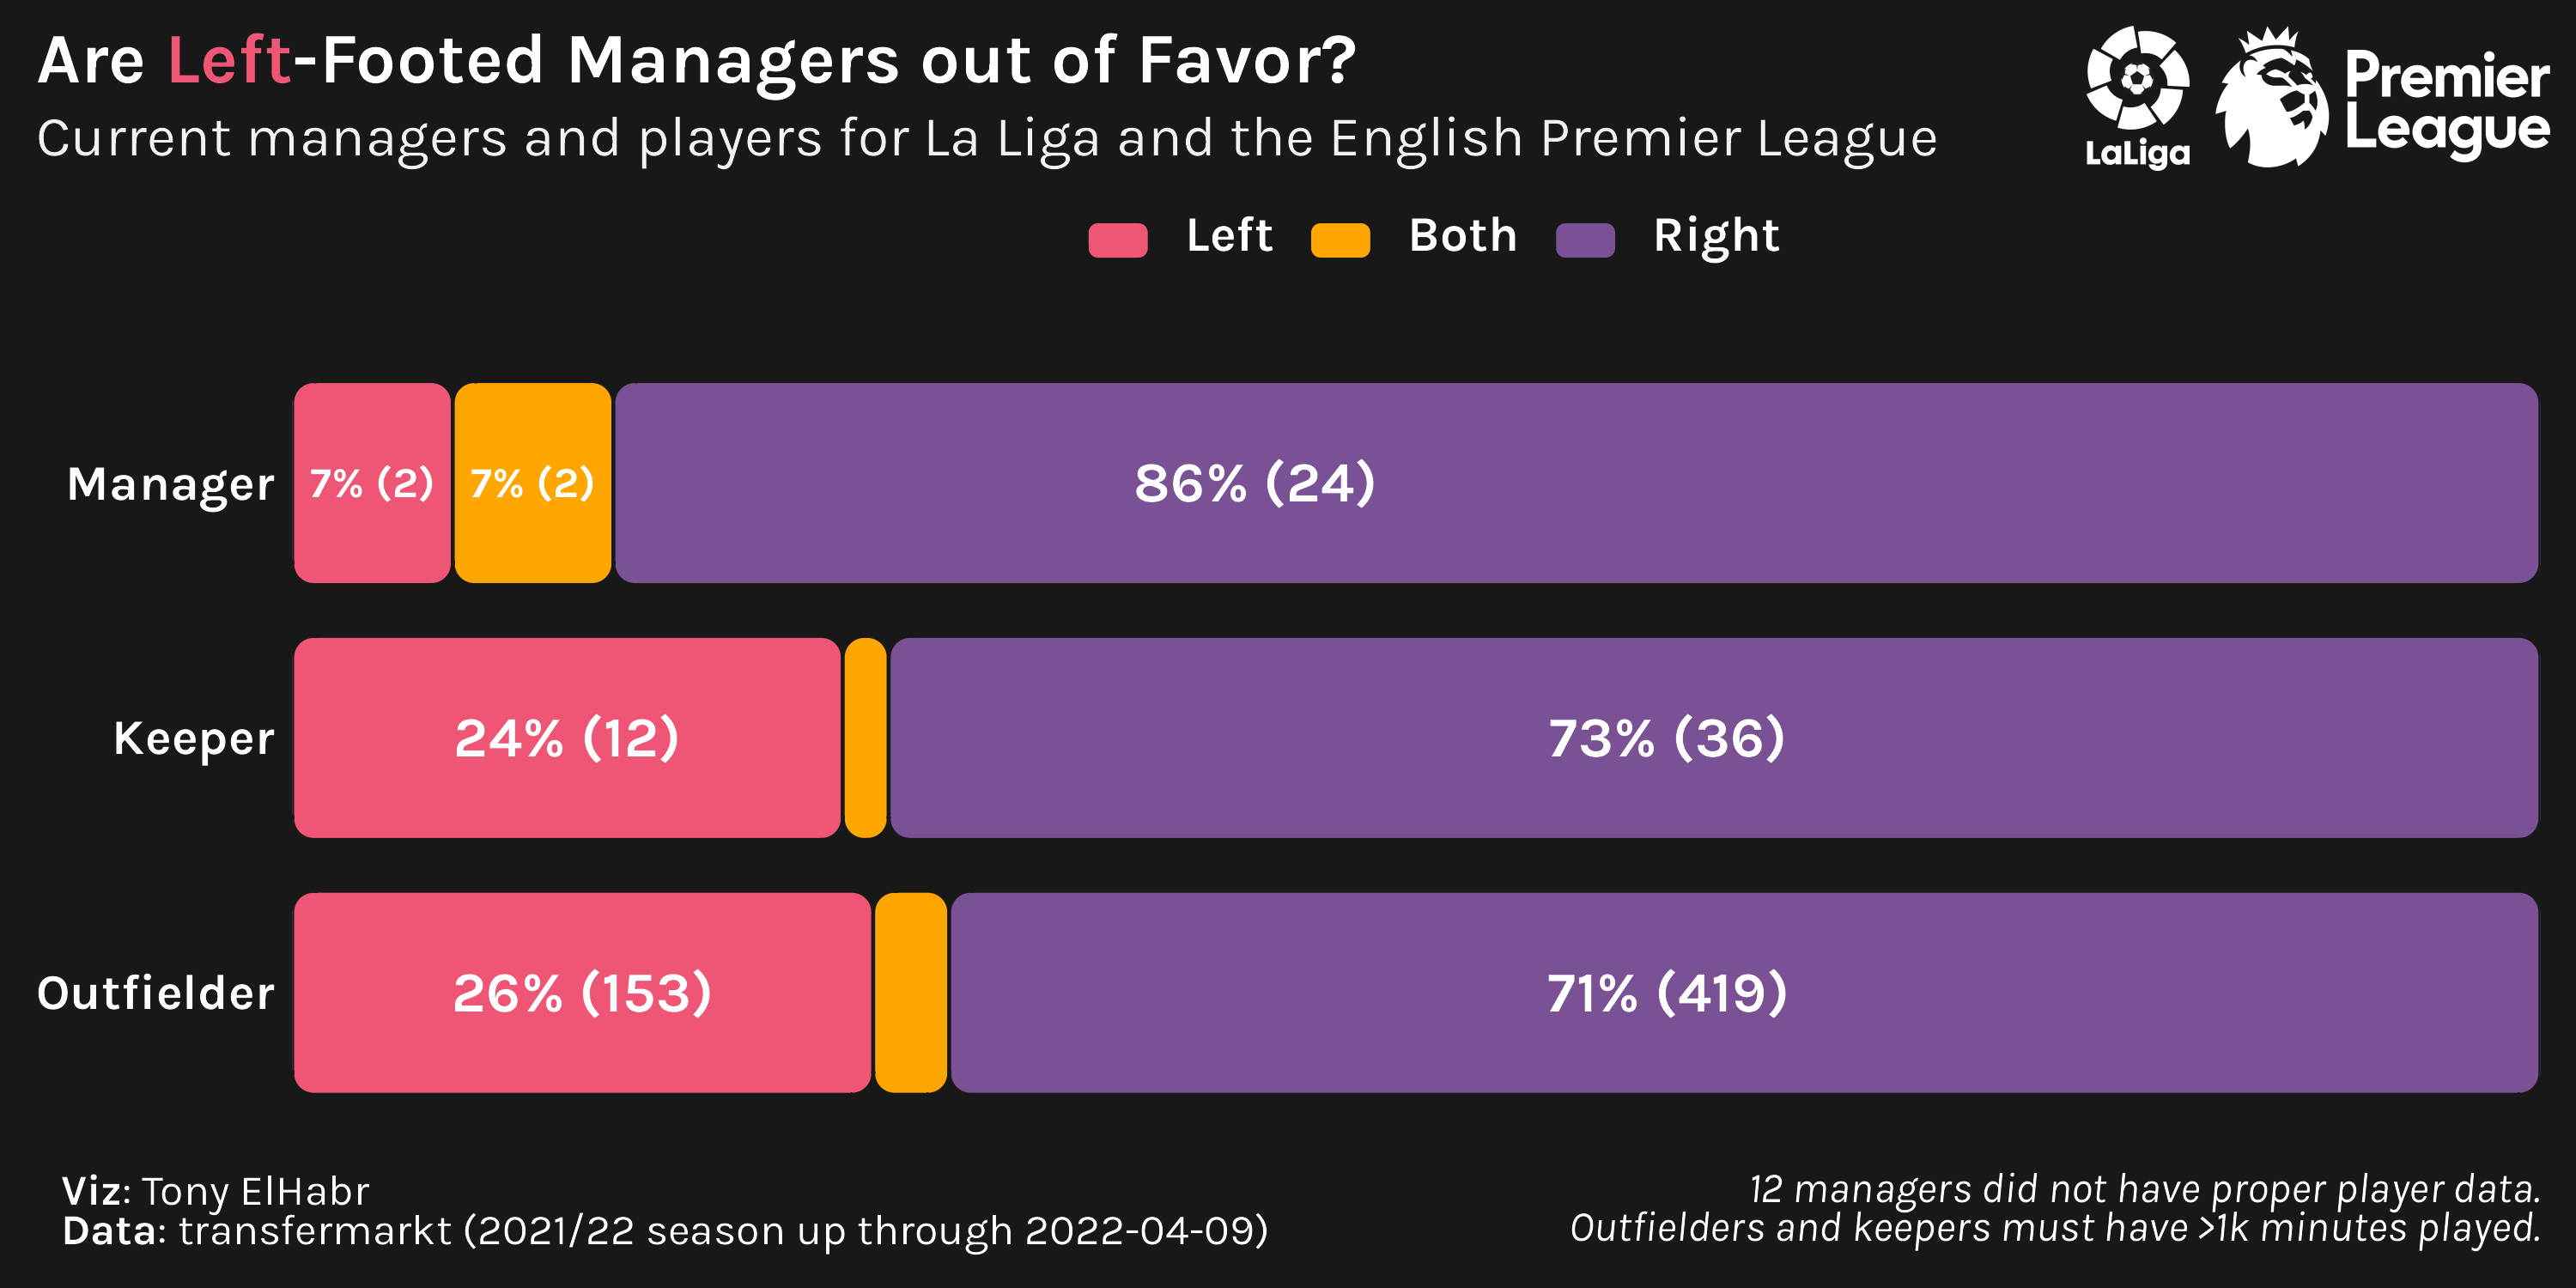 Are Left-Footed Managers out of Favor?
Current managers and players for La Liga and the English Premier League
LaLiga
Premier
League
Left Both Right
Manager 7% (2) 7% (2) 86% (24)
Keeper 24% (12) 73% (36)
Outfielder 26% (153) 71% (419)
Viz: Tony ElHabr
Data: transfermarkt (2021/22 season up through 2022-04-09)
12 managers did not have proper player data.
Outfielders and keepers must have >1k minutes played.